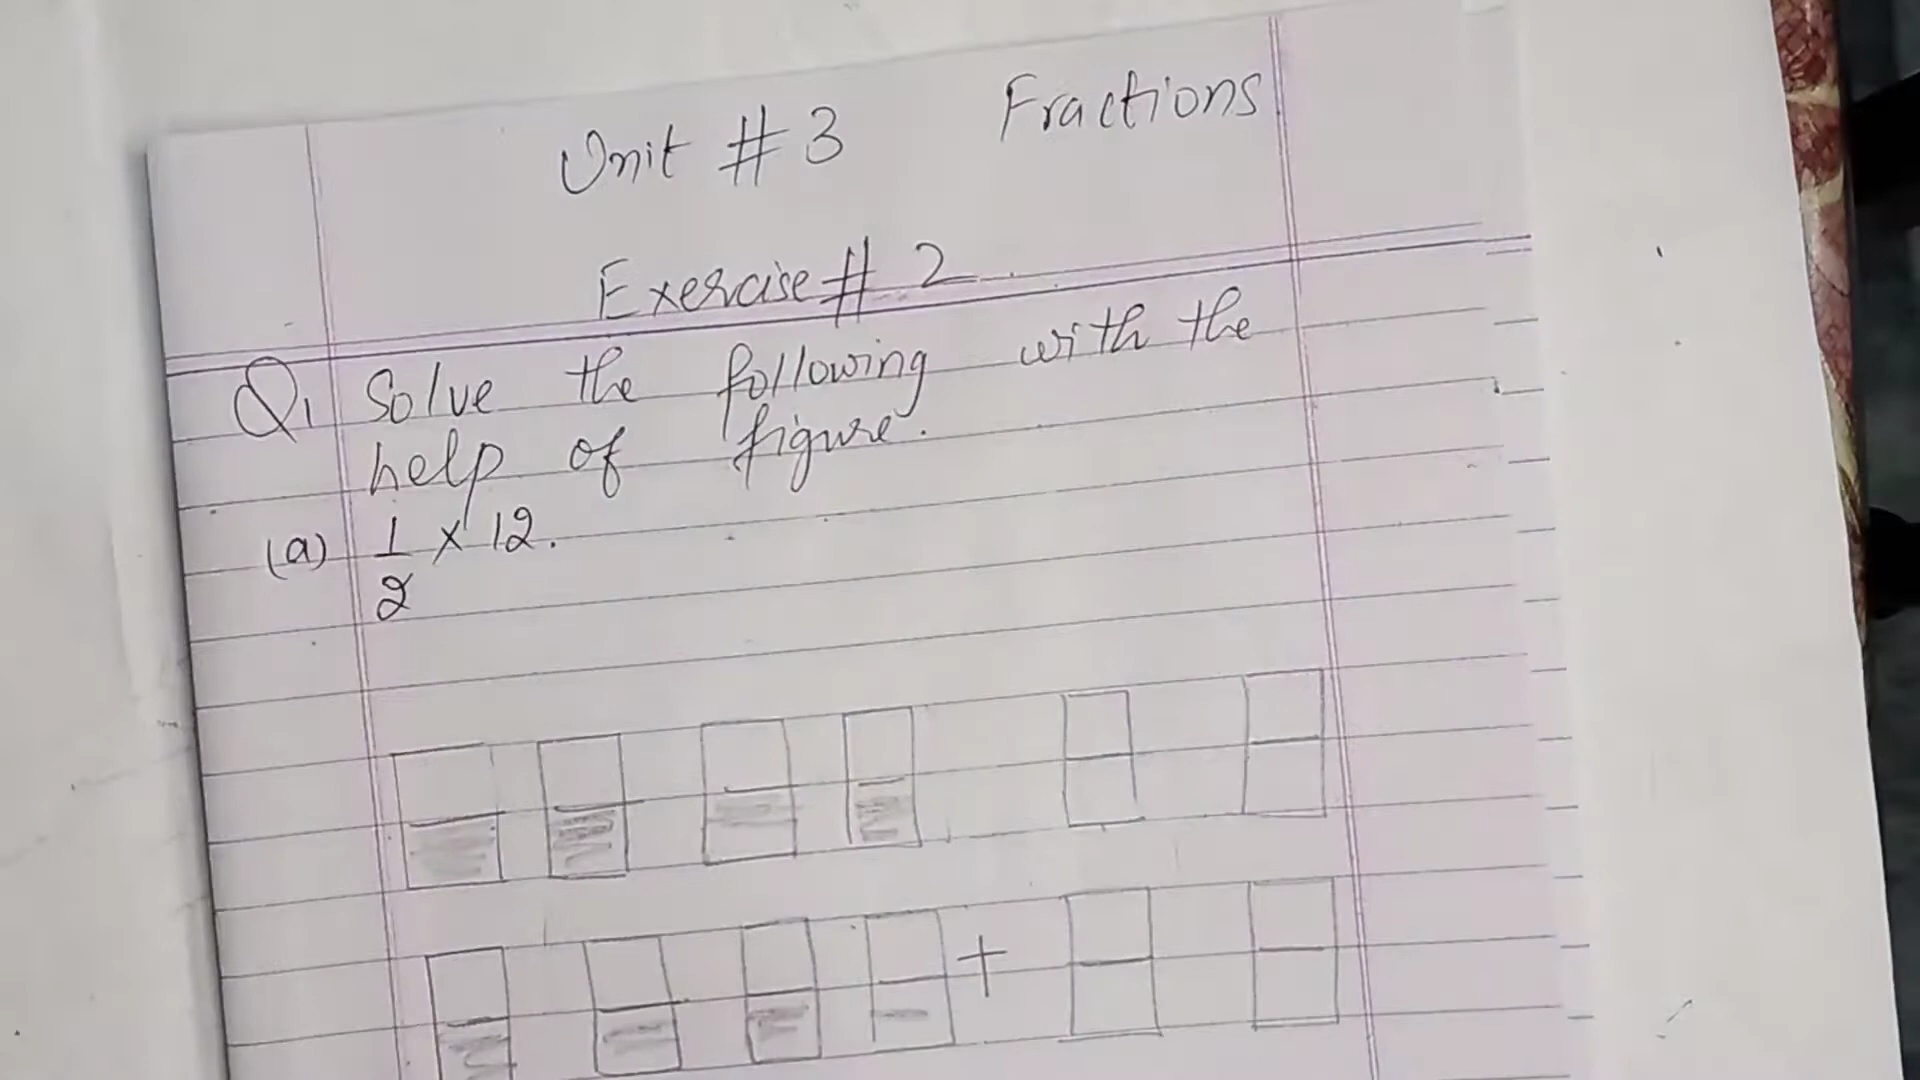 Unit # 3 Fractions
Exercise # 2
Q1 Solve the following with the
help of figure.
(a) 1/2 x 12.
+